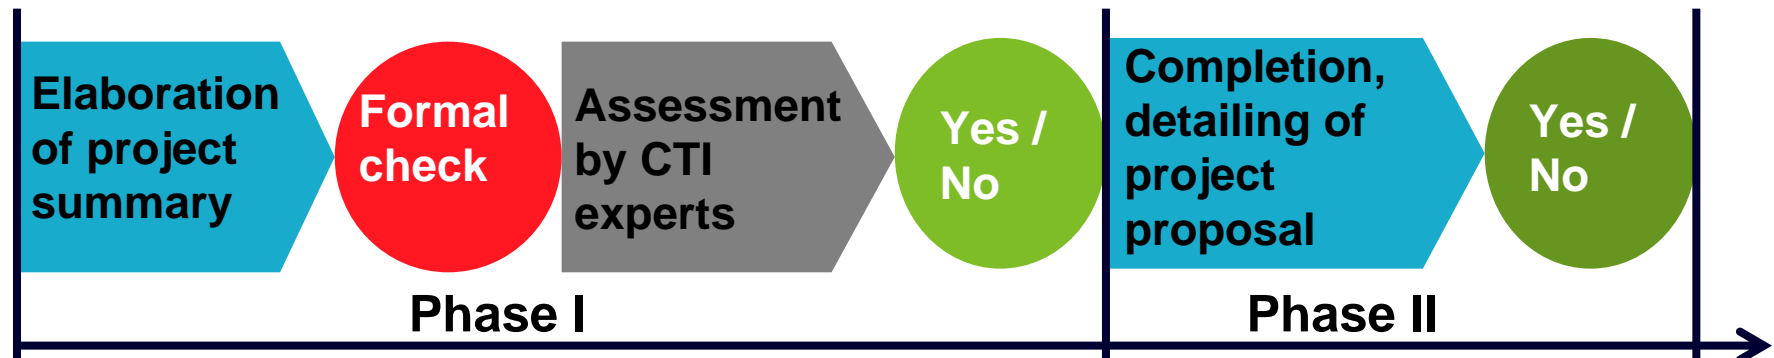 Elaboration
of project
summary
Formal
check
Assessment
by CTI
experts
Yes /
No
Completion,
detailing of
project
proposal
Yes /
No
Phase I
Phase II